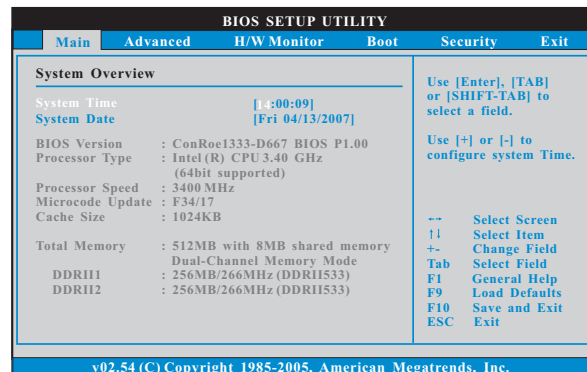 BIOS SETUP UTILITY
Main Advanced H/W Monitor Boot Security Exit
System Overview
System Time [14:00:09]
System Date [Fri 04/13/2007]
BIOS Version : ConRoe1333-D667 BIOS P1.00
Processor Type : Intel (R) CPU 3.40 GHz
(64bit supported)
Processor Speed : 3400 MHz
Microcode Update : F34/17
Cache Size : 1024KB
Total Memory : 512MB with 8MB shared memory
Dual-Channel Memory Mode
DDRII1 : 256MB/266MHz (DDRII533)
DDRII2 : 256MB/266MHz (DDRII533)
Use [Enter], [TAB]
or [SHIFT-TAB] to
select a field.
Use [+] or [-] to
configure system Time.
←→ Select Screen
↑↓ Select Item
+- Change Field
Tab Select Field
F1 General Help
F9 Load Defaults
F10 Save and Exit
ESC Exit
v02.54 (C) Copyright 1985-2005, American Megatrends, Inc.